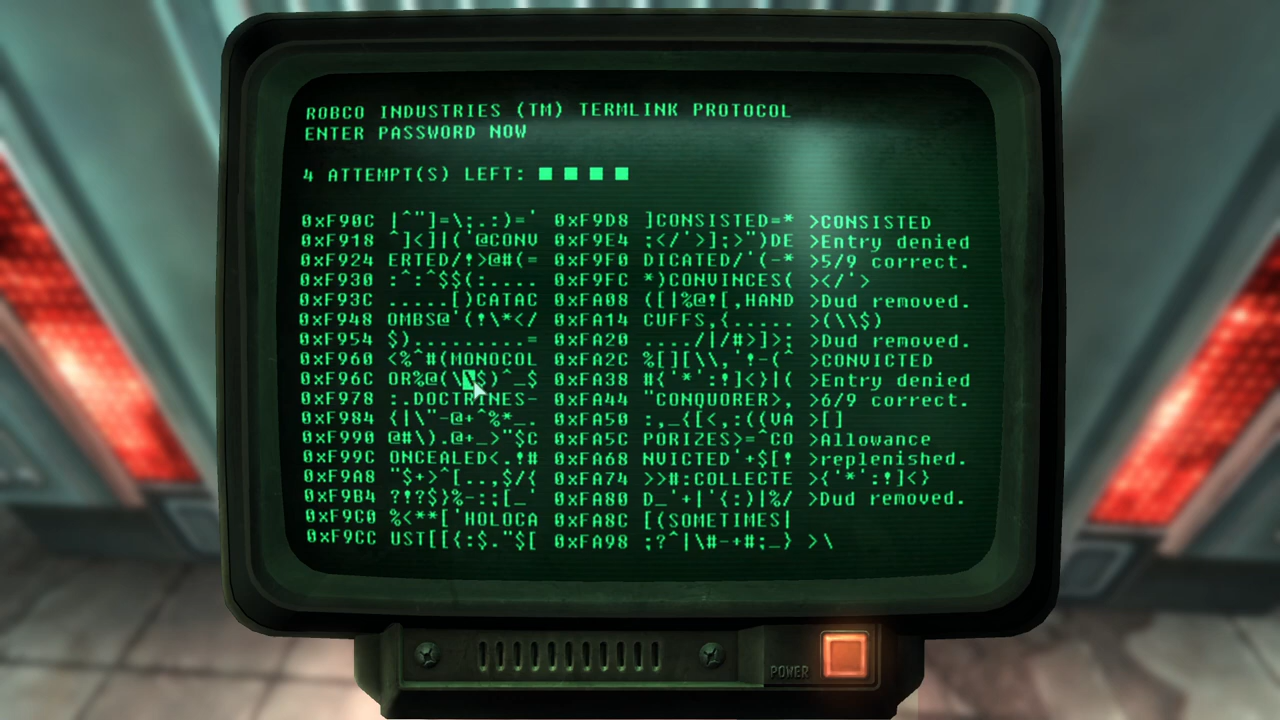 ROBCO INDUSTRIES (TM) TERMLINK PROTOCOL
ENTER PASSWORD NOW
4 ATTEMPT(S) LEFT: ■ ■ ■ ■
0xF90C |^"]=\;.:)=' 0xF9D8 ]CONSISTED=* >CONSISTED
0xF918 ^]<]|('@CONV 0xF9E4 ;</'>];>")DE >Entry denied
0xF924 ERTED/!>@#(= 0xF9F0 DICATED/'(-* >5/9 correct.
0xF930 :^:^$$(:.... 0xF9FC *)CONVINCES( ></'>
0xF93C .....[)CATAC 0xFA08 ([|%@![,HAND >Dud removed.
0xF948 OMBS@'(!\*</ 0xFA14 CUFFS,{..... >(\\$)
0xF954 $).........= 0xFA20 ..../|/#>]>; >Dud removed.
0xF960 <%^#(MONOCOL 0xFA2C %[][\\,'!-(^ >CONVICTED
0xF96C OR%@(\\$)^_$ 0xFA38 #{'*':!]<}|( >Entry denied
0xF978 :.DOCTRINES- 0xFA44 "CONQUORER>, >6/9 correct.
0xF984 {|\"-@+^%*_. 0xFA50 :,_{[<,:((VA >[]
0xF990 @#\).@+_>"$C 0xFA5C PORIZES>=^CO >Allowance
0xF99C ONCEALED<.!# 0xFA68 NVICTED'+$[! >replenished.
0xF9A8 "$+>^[..,$/{ 0xFA74 >>#:COLLECTE >{'*':!]<}
0xF9B4 ?!?$}%-::[_' 0xFA80 D_'+|'{:)|%/ >Dud removed.
0xF9C0 %<**['HOLOCA 0xFA8C [(SOMETIMES|
0xF9CC UST[[{:$."$[ 0xFA98 ;?^|\#-+#;_} >\
POWER